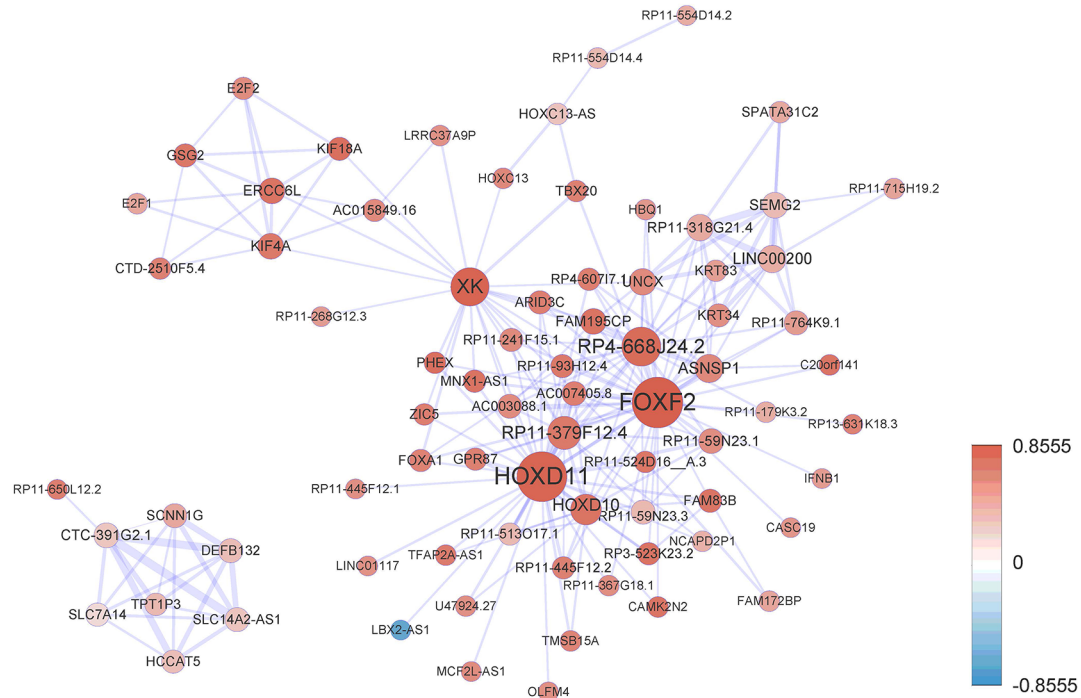 RP11-554D14.2
RP11-554D14.4
E2F2
HOXC13-AS
SPATA31C2
LRRC37A9P
GSG2
KIF18A
HOXC13
TBX20
ERCC6L
RP11-715H19.2
E2F1
AC015849.16
HBQ1
SEMG2
RP11-318G21.4
KIF4A
CTD-2510F5.4
LINC00200
KRT83
RP4-607I7.1
UNCX
XK
ARID3C
RP11-268G12.3
FAM195CP
KRT34
RP11-764K9.1
RP11-241F15.1
RP4-668J24.2
PHEX
RP11-93H12.4
ASNSP1
C20orf141
MNX1-AS1
AC007405.8
FOXF2
AC003088.1
ZIC5
RP11-179K3.2
RP13-631K18.3
RP11-379F12.4
RP11-59N23.1
FOXA1
GPR87
RP11-524D16__A.3
HOXD11
IFNB1
RP11-445F12.1
RP11-650L12.2
HOXD10
FAM83B
RP11-59N23.3
SCNN1G
CASC19
CTC-391G2.1
RP11-513O17.1
NCAPD2P1
DEFB132
TFAP2A-AS1
RP3-523K23.2
LINC01117
RP11-445F12.2
RP11-367G18.1
TPT1P3
SLC7A14
SLC14A2-AS1
U47924.27
CAMK2N2
FAM172BP
LBX2-AS1
TMSB15A
HCCAT5
MCF2L-AS1
OLFM4
0.8555
0
-0.8555